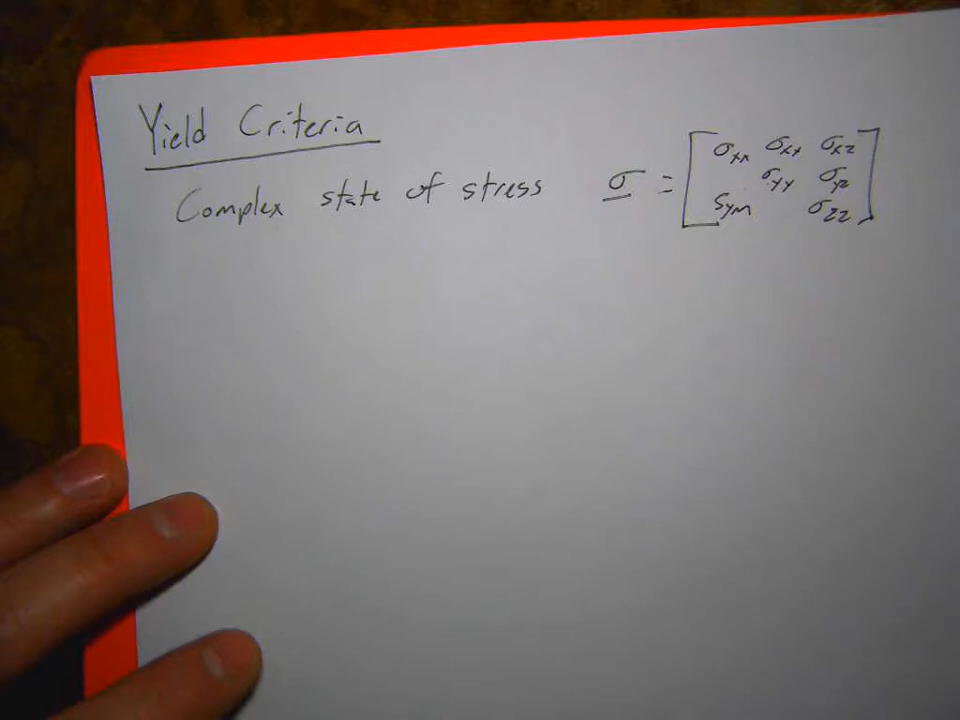 Yield Criteria
Complex state of stress σ = [σxx σxy σxz
σyy σyz
Sym σzz]